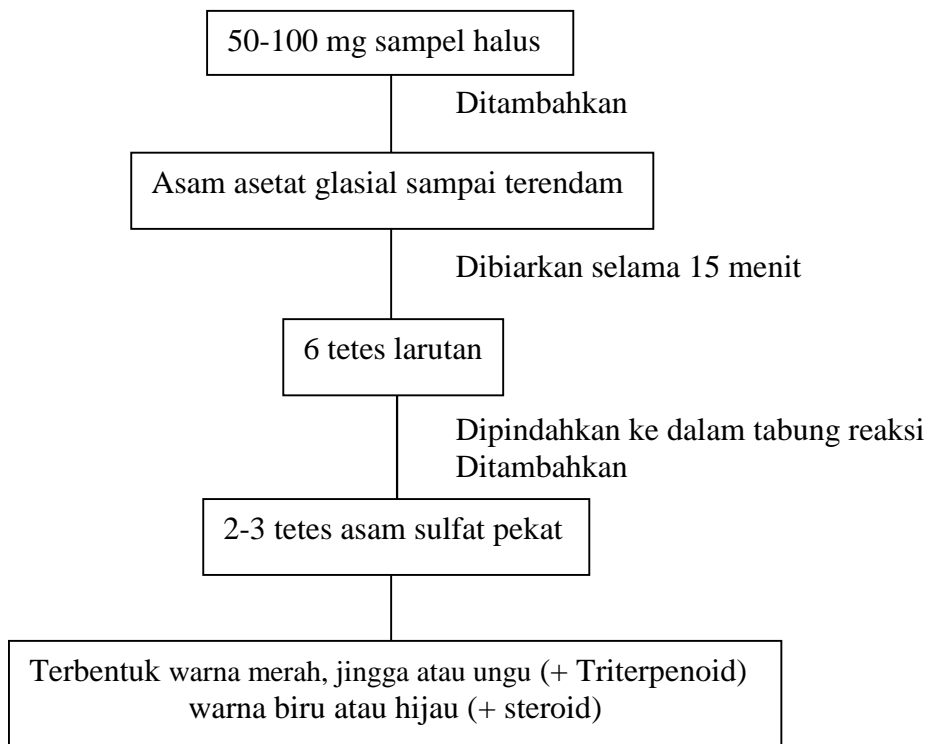 50-100 mg sampel halus
Ditambahkan
Asam asetat glasial sampai terendam
Dibiarkan selama 15 menit
6 tetes larutan
Dipindahkan ke dalam tabung reaksi
Ditambahkan
2-3 tetes asam sulfat pekat
Terbentuk warna merah, jingga atau ungu (+ Triterpenoid)
warna biru atau hijau (+ steroid)